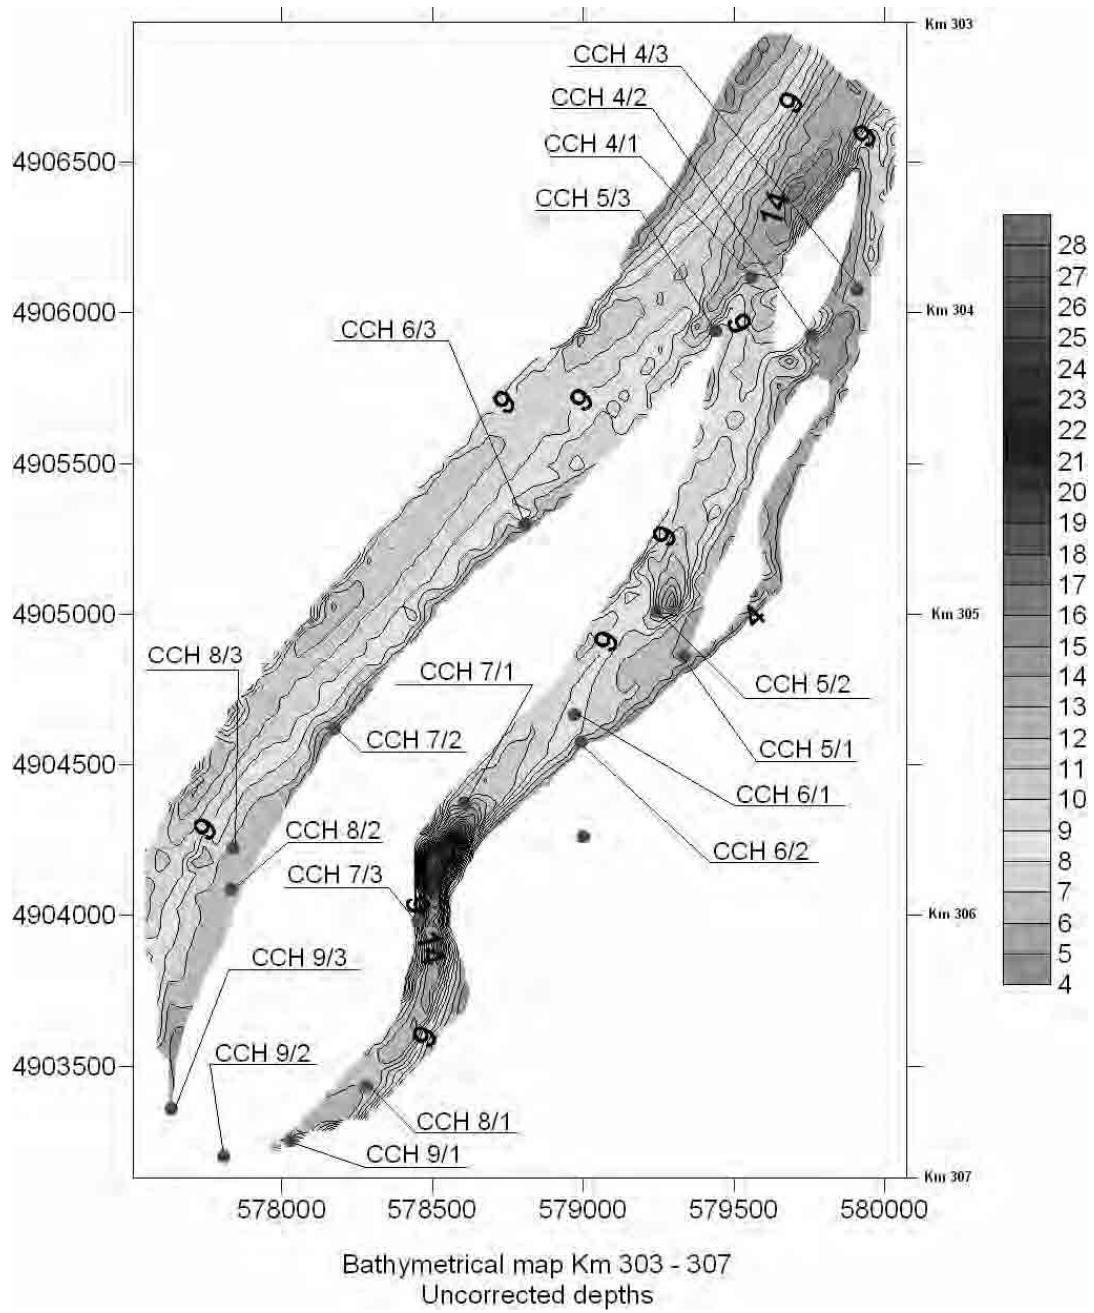 Km 303
CCH 4/3
CCH 4/2
9
9
CCH 4/1
4906500
CCH 5/3
14
28
27
4906000
Km 304
26
CCH 6/3
9
25
24
9
9
23
22
4905500
21
20
9
19
18
17
4905000
4
Km 305
16
9
15
CCH 8/3
CCH 7/1
14
CCH 5/2
13
CCH 7/2
CCH 5/1
12
4904500
11
CCH 6/1
10
9
CCH 8/2
9
CCH 6/2
8
CCH 7/3
7
9
4904000
Km 306
6
14
5
CCH 9/3
4
9
CCH 9/2
4903500
CCH 8/1
CCH 9/1
Km 307
578000 578500 579000 579500 580000
Bathymetrical map Km 303 - 307
Uncorrected depths